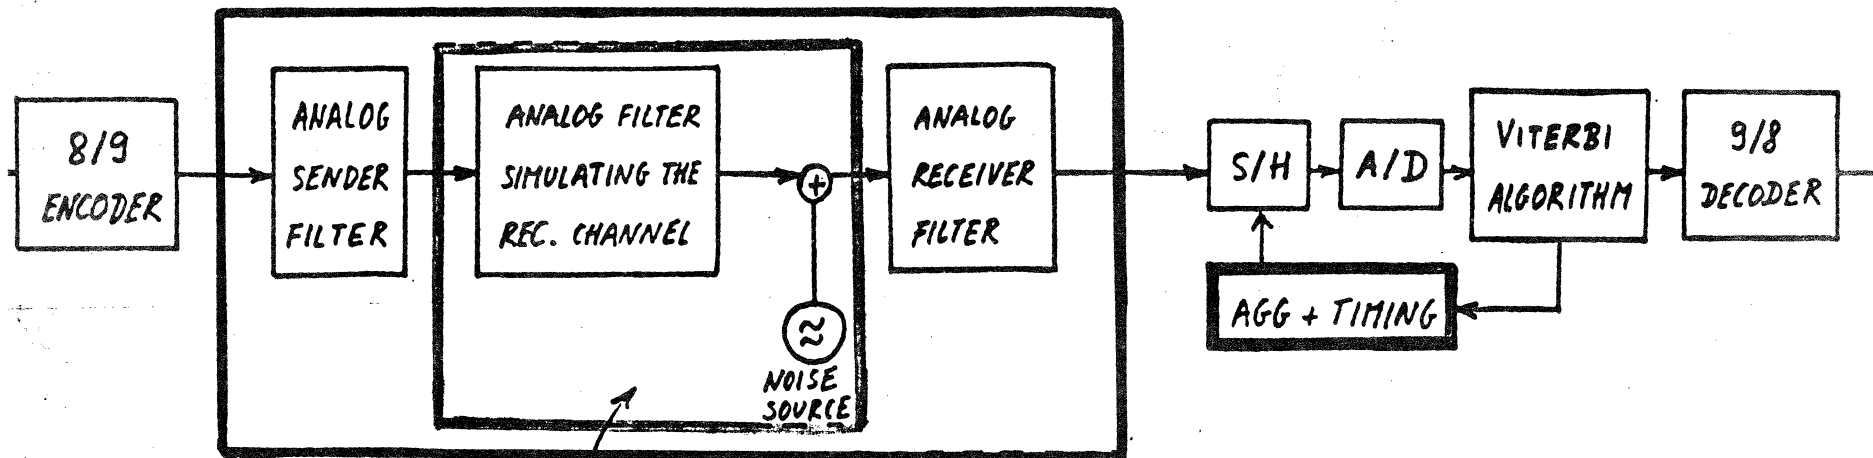 8/9
ENCODER
ANALOG
SENDER
FILTER
ANALOG FILTER
SIMULATING THE
REC. CHANNEL
+
≈
NOISE
SOURCE
ANALOG
RECEIVER
FILTER
S/H
A/D
VITERBI
ALGORITHM
9/8
DECODER
AGG + TIMING